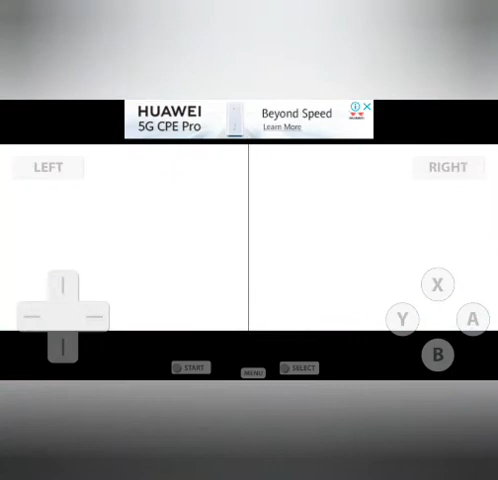 HUAWEI
5G CPE Pro
Beyond Speed
Learn More
LEFT
RIGHT
X
Y
A
B
START
MENU
SELECT